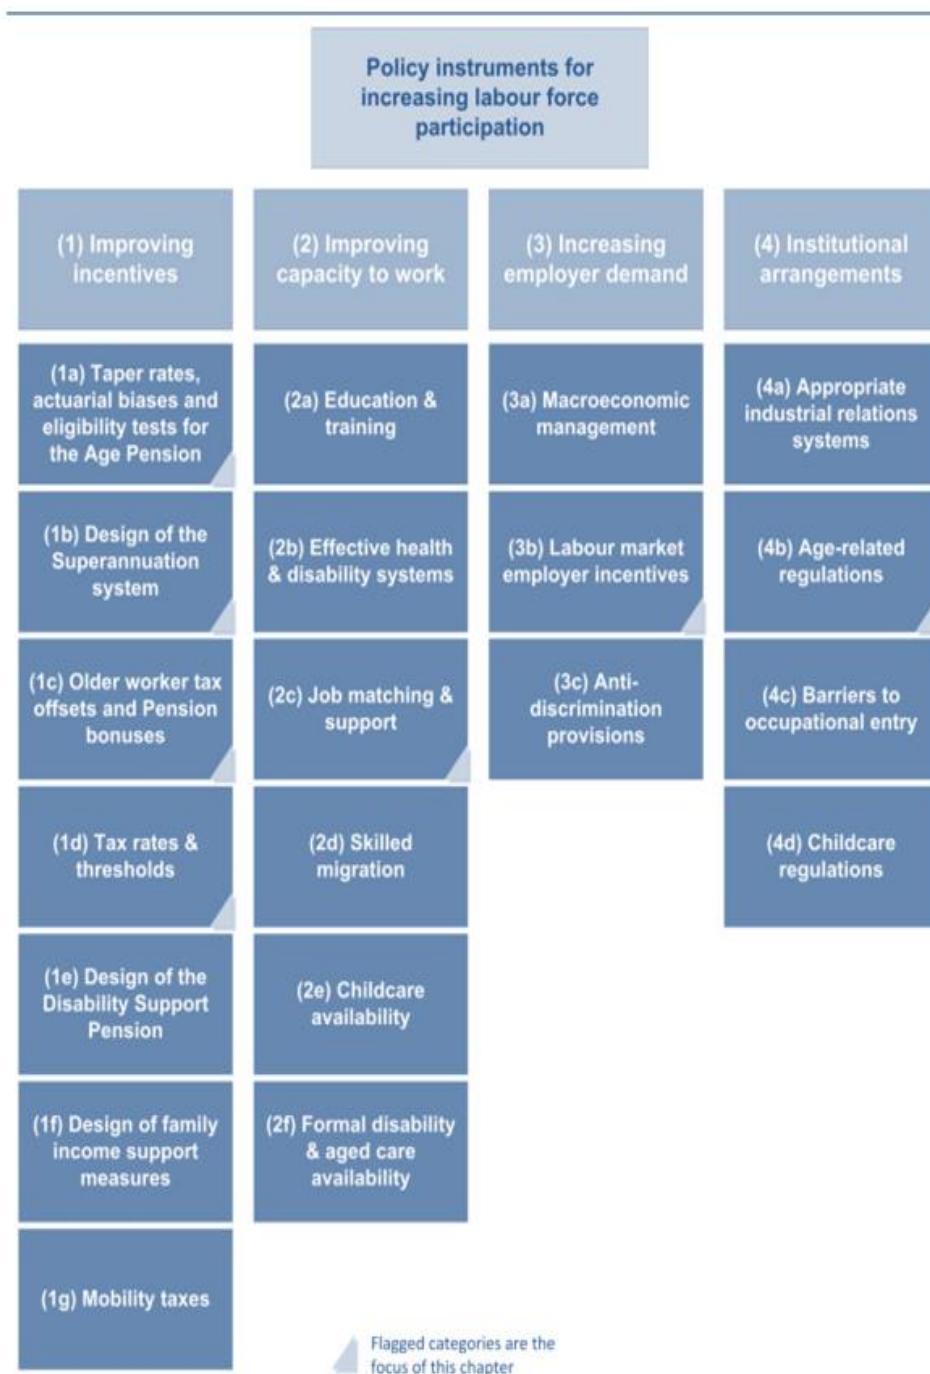 Policy instruments for
increasing labour force
participation
(1) Improving
incentives
(2) Improving
capacity to work
(3) Increasing
employer demand
(4) Institutional
arrangements
(1a) Taper rates,
actuarial biases and
eligibility tests for
the Age Pension
(2a) Education &
training
(3a) Macroeconomic
management
(4a) Appropriate
industrial relations
systems
(1b) Design of the
Superannuation
system
(2b) Effective health
& disability systems
(3b) Labour market
employer incentives
(4b) Age-related
regulations
(1c) Older worker tax
offsets and Pension
bonuses
(2c) Job matching &
support
(3c) Anti-
discrimination
provisions
(4c) Barriers to
occupational entry
(1d) Tax rates &
thresholds
(2d) Skilled
migration
(4d) Childcare
regulations
(1e) Design of the
Disability Support
Pension
(2e) Childcare
availability
(1f) Design of family
income support
measures
(2f) Formal disability
& aged care
availability
(1g) Mobility taxes
Flagged categories are the
focus of this chapter